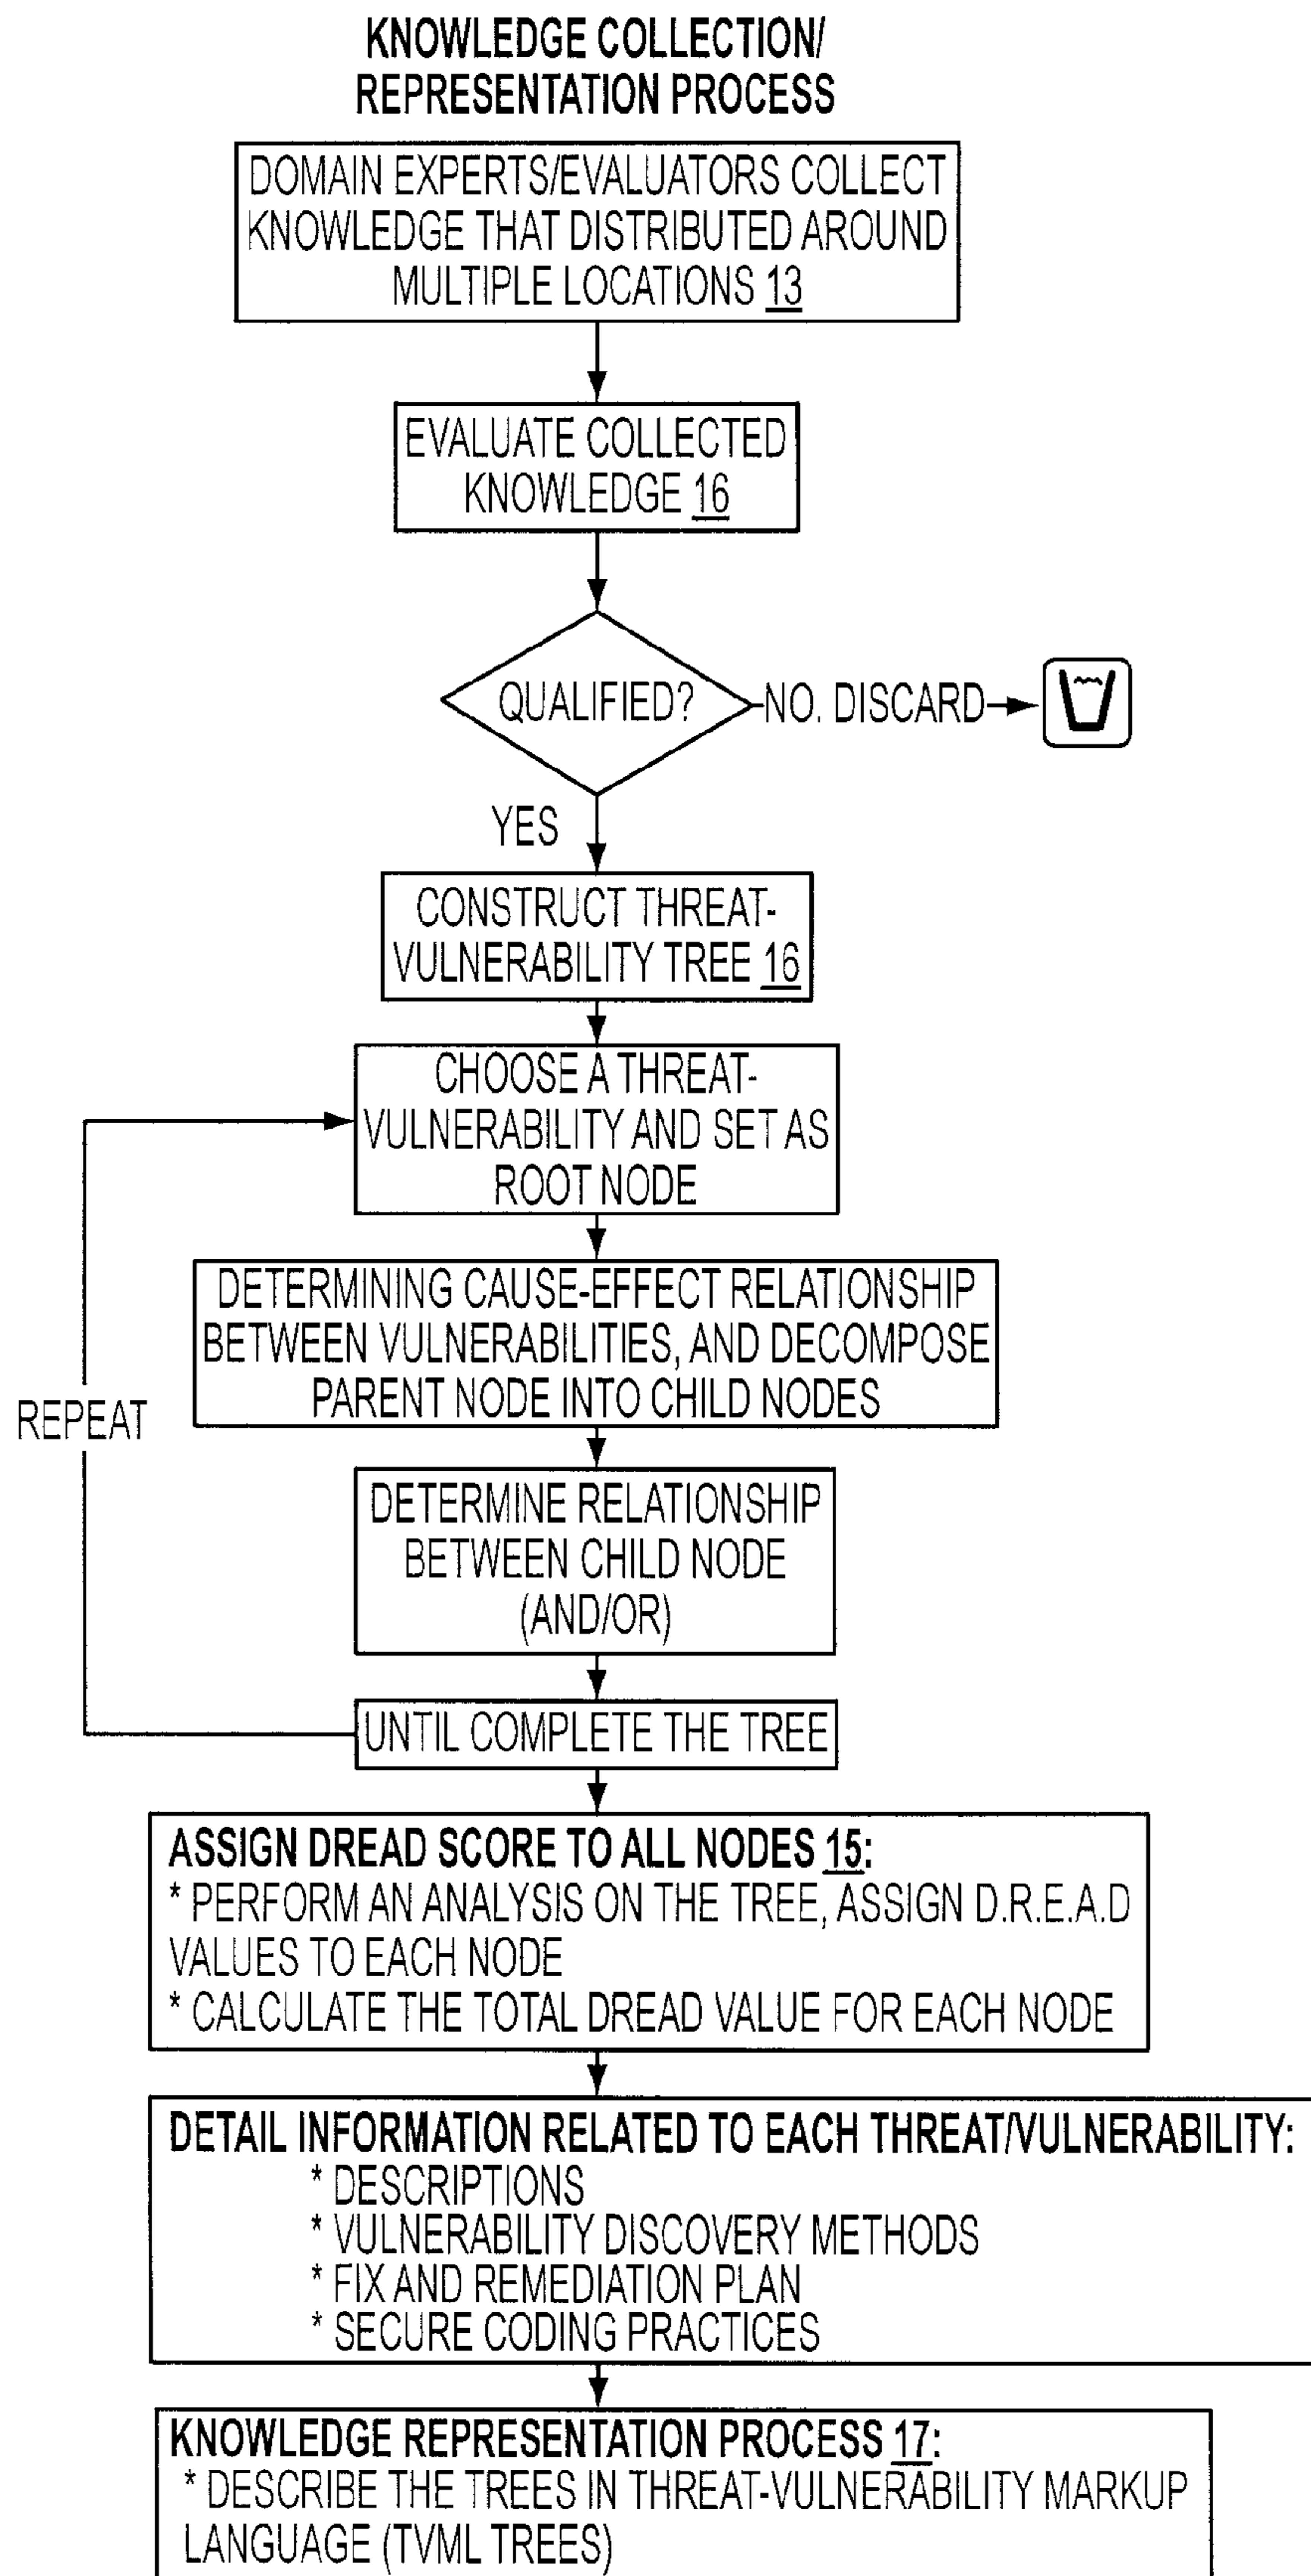 KNOWLEDGE COLLECTION/
REPRESENTATION PROCESS
DOMAIN EXPERTS/EVALUATORS COLLECT
KNOWLEDGE THAT DISTRIBUTED AROUND
MULTIPLE LOCATIONS 13
EVALUATE COLLECTED
KNOWLEDGE 16
QUALIFIED?
NO. DISCARD
YES
CONSTRUCT THREAT-
VULNERABILITY TREE 16
CHOOSE A THREAT-
VULNERABILITY AND SET AS
ROOT NODE
DETERMINING CAUSE-EFFECT RELATIONSHIP
BETWEEN VULNERABILITIES, AND DECOMPOSE
PARENT NODE INTO CHILD NODES
REPEAT
DETERMINE RELATIONSHIP
BETWEEN CHILD NODE
(AND/OR)
UNTIL COMPLETE THE TREE
ASSIGN DREAD SCORE TO ALL NODES 15:
* PERFORM AN ANALYSIS ON THE TREE, ASSIGN D.R.E.A.D
VALUES TO EACH NODE
* CALCULATE THE TOTAL DREAD VALUE FOR EACH NODE
DETAIL INFORMATION RELATED TO EACH THREAT/VULNERABILITY:
* DESCRIPTIONS
* VULNERABILITY DISCOVERY METHODS
* FIX AND REMEDIATION PLAN
* SECURE CODING PRACTICES
KNOWLEDGE REPRESENTATION PROCESS 17:
* DESCRIBE THE TREES IN THREAT-VULNERABILITY MARKUP
LANGUAGE (TVML TREES)